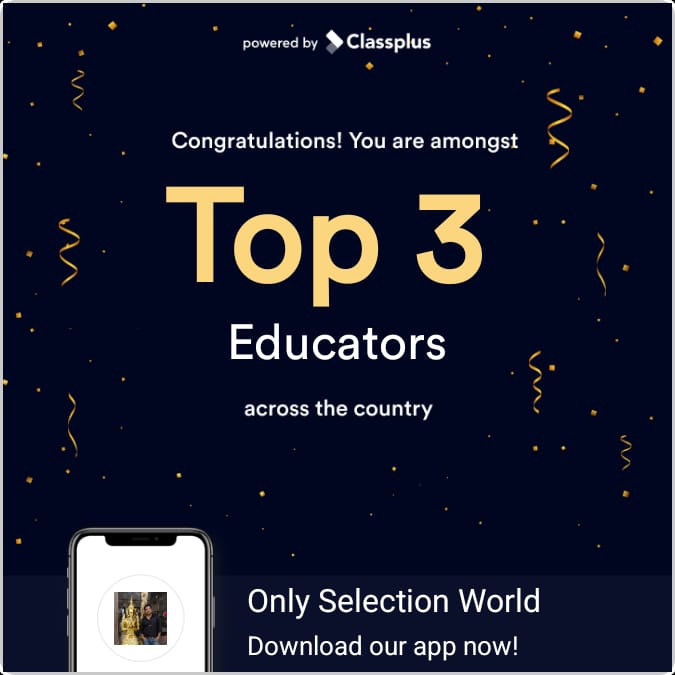 powered by Classplus
Congratulations! You are amongst
Top 3
Educators
across the country
Only Selection World
Download our app now!